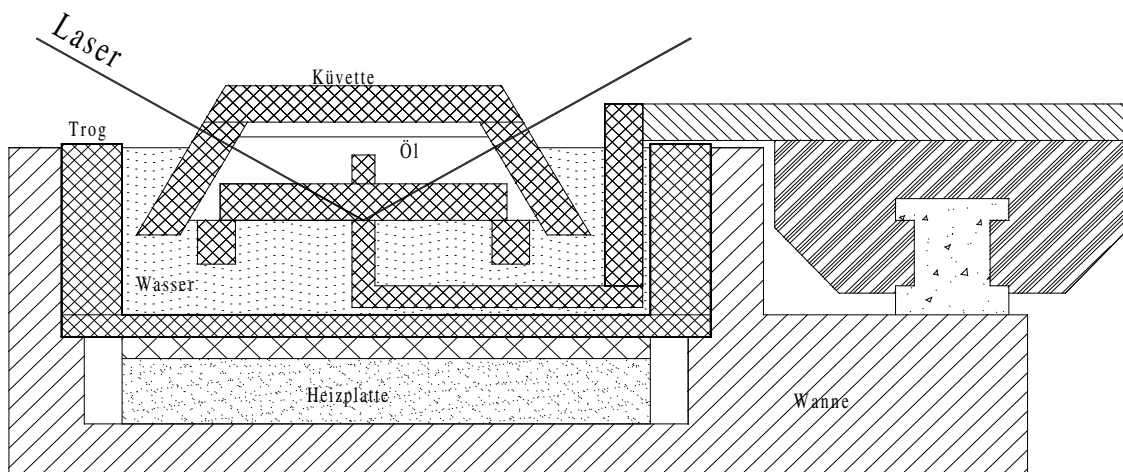 Laser
Küvette
Trog
Öl
Wasser
Heizplatte
Wanne